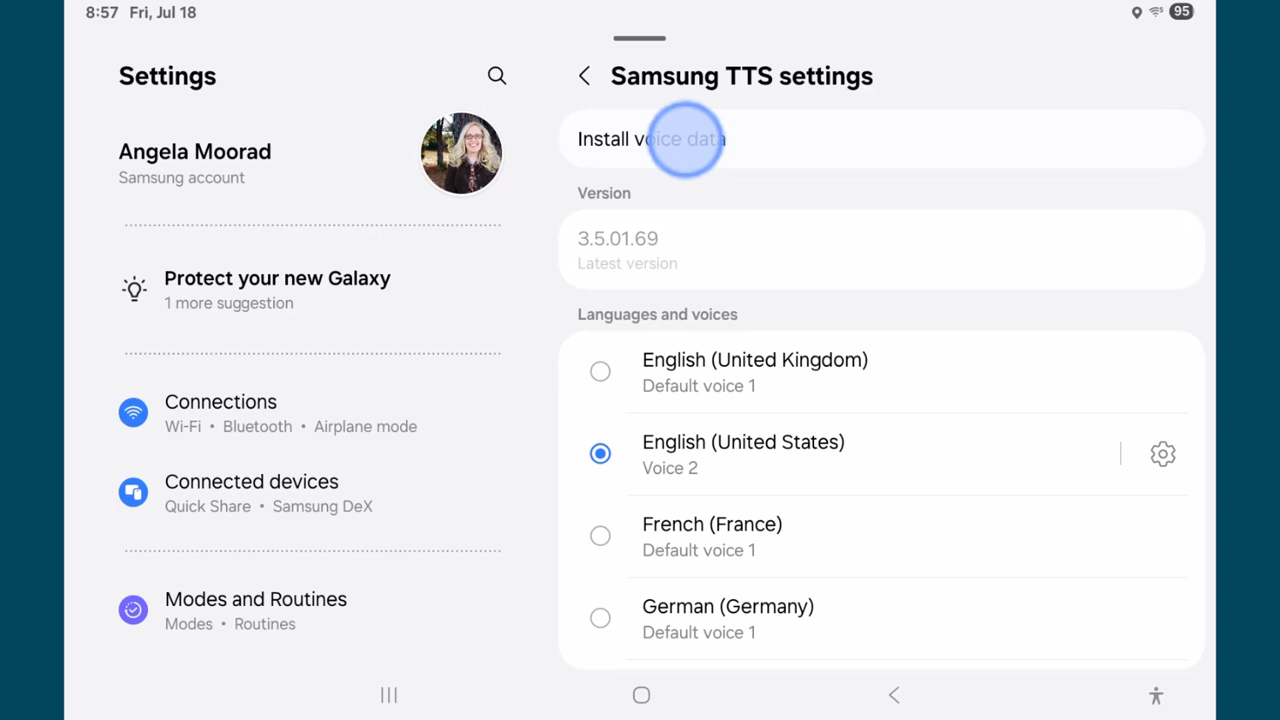 8:57 Fri, Jul 18
95
Settings
Angela Moorad
Samsung account
Protect your new Galaxy
1 more suggestion
Connections
Wi-Fi • Bluetooth • Airplane mode
Connected devices
Quick Share • Samsung DeX
Modes and Routines
Modes • Routines
Samsung TTS settings
Install voice data
Version
3.5.01.69
Latest version
Languages and voices
English (United Kingdom)
Default voice 1
English (United States)
Voice 2
French (France)
Default voice 1
German (Germany)
Default voice 1